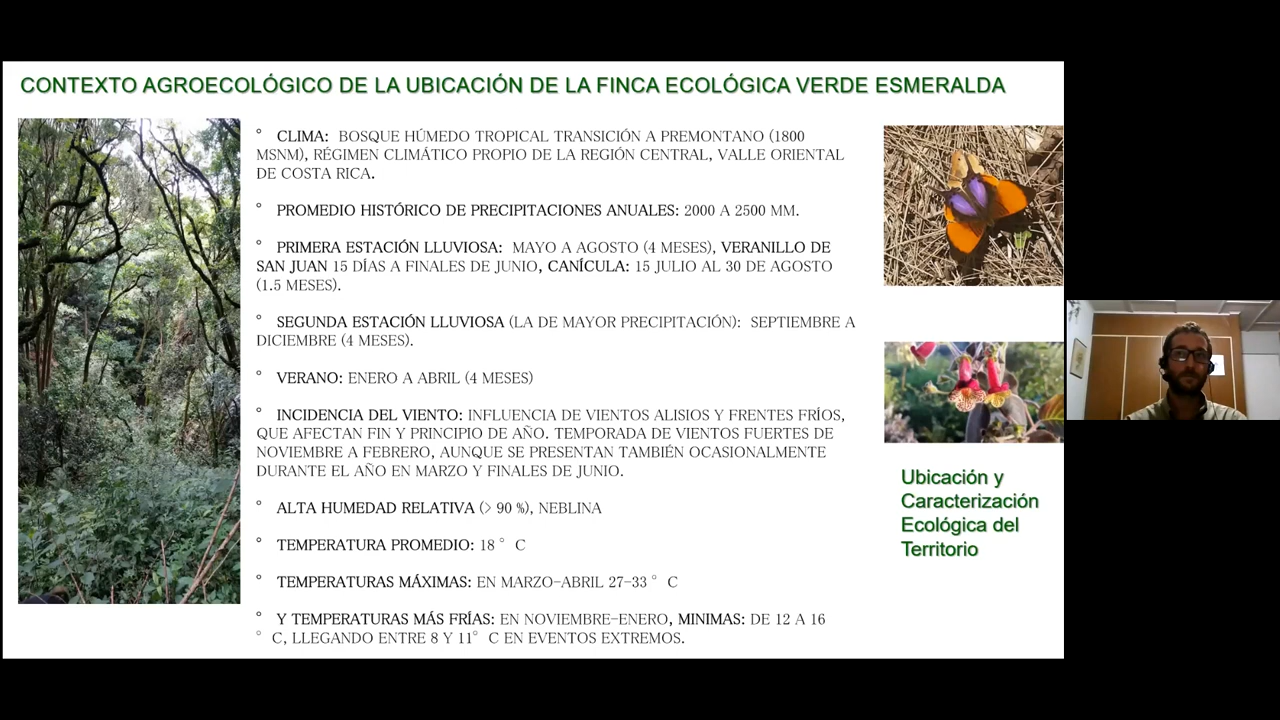 CONTEXTO AGROECOLÓGICO DE LA UBICACIÓN DE LA FINCA ECOLÓGICA VERDE ESMERALDA
° CLIMA: BOSQUE HÚMEDO TROPICAL TRANSICIÓN A PREMONTANO (1800
MSNM), RÉGIMEN CLIMÁTICO PROPIO DE LA REGIÓN CENTRAL, VALLE ORIENTAL
DE COSTA RICA.
° PROMEDIO HISTÓRICO DE PRECIPITACIONES ANUALES: 2000 A 2500 MM.
° PRIMERA ESTACIÓN LLUVIOSA: MAYO A AGOSTO (4 MESES), VERANILLO DE
SAN JUAN 15 DÍAS A FINALES DE JUNIO, CANÍCULA: 15 JULIO AL 30 DE AGOSTO
(1.5 MESES).
° SEGUNDA ESTACIÓN LLUVIOSA (LA DE MAYOR PRECIPITACIÓN): SEPTIEMBRE A
DICIEMBRE (4 MESES).
° VERANO: ENERO A ABRIL (4 MESES)
° INCIDENCIA DEL VIENTO: INFLUENCIA DE VIENTOS ALISIOS Y FRENTES FRÍOS,
QUE AFECTAN FIN Y PRINCIPIO DE AÑO. TEMPORADA DE VIENTOS FUERTES DE
NOVIEMBRE A FEBRERO, AUNQUE SE PRESENTAN TAMBIÉN OCASIONALMENTE
DURANTE EL AÑO EN MARZO Y FINALES DE JUNIO.
° ALTA HUMEDAD RELATIVA (> 90 %), NEBLINA
° TEMPERATURA PROMEDIO: 18 ° C
° TEMPERATURAS MÁXIMAS: EN MARZO-ABRIL 27-33 ° C
° Y TEMPERATURAS MÁS FRÍAS: EN NOVIEMBRE-ENERO, MINIMAS: DE 12 A 16
° C, LLEGANDO ENTRE 8 Y 11° C EN EVENTOS EXTREMOS.
Ubicación y
Caracterización
Ecológica del
Territorio